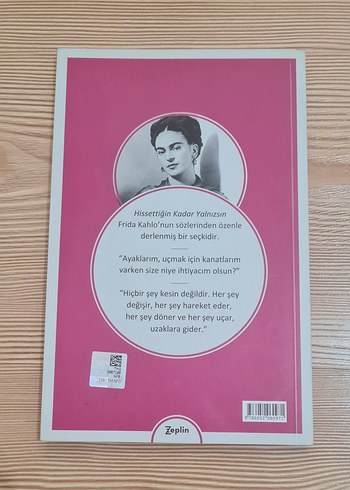 Hissettiğin Kadar Yalnızsın
Frida Kahlo'nun sözlerinden özenle
derlenmiş bir seçkidir.
"Ayaklarım, uçmak için kanatlarım
varken size niye ihtiyacım olsun?"
"Hiçbir şey kesin değildir. Her şey
değişir, her şey hareket eder,
her şey döner ve her şey uçar,
uzaklara gider."
Zeplin